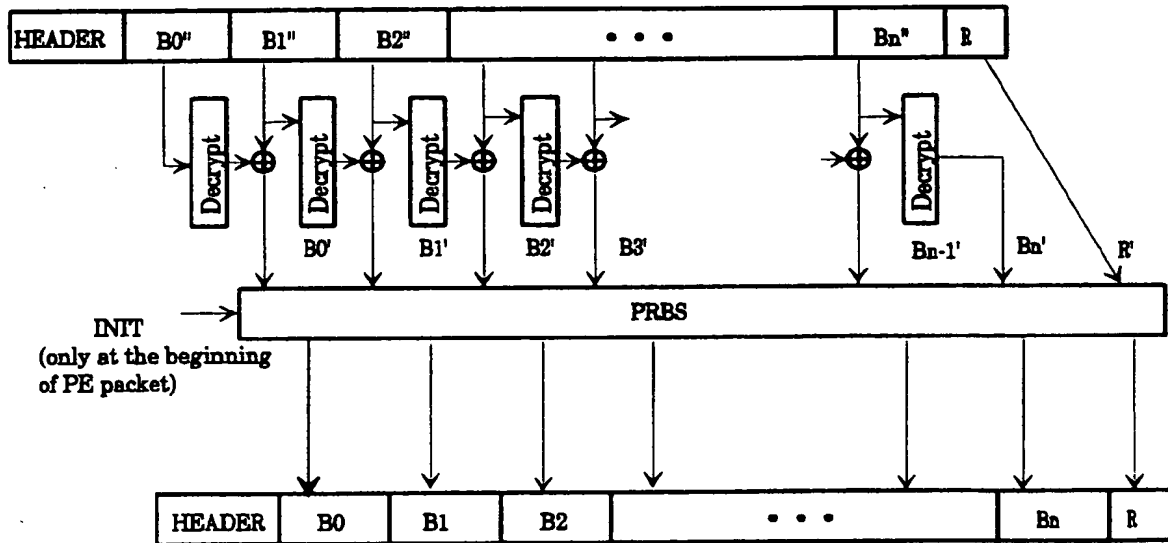 HEADER B0" B1" B2" • • • Bn" R
Decrypt Decrypt Decrypt Decrypt Decrypt
B0' B1' B2' B3' Bn-1' Bn' R'
PRBS
INIT
(only at the beginning
of PE packet)
HEADER B0 B1 B2 • • • Bn R